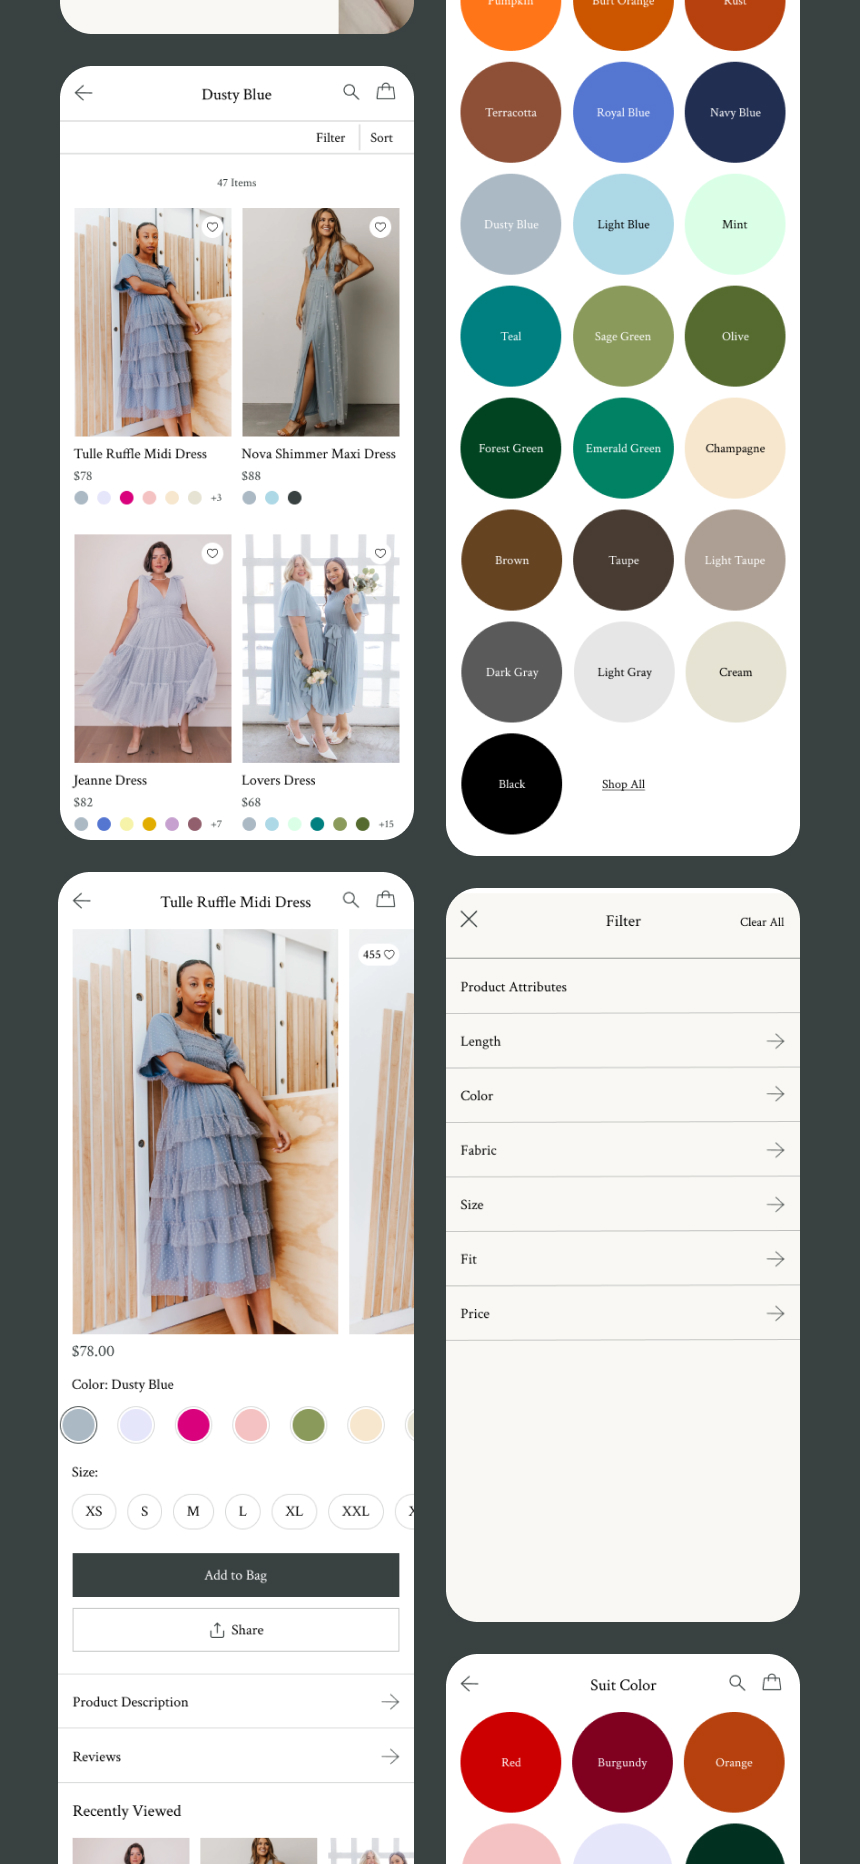 Dusty Blue
Filter
Sort
47 Items
Tulle Ruffle Midi Dress
$78
+3
Nova Shimmer Maxi Dress
$88
Jeanne Dress
$82
+7
Lovers Dress
$68
+15
Tulle Ruffle Midi Dress
455
$78.00
Color: Dusty Blue
Size:
XS
S
M
L
XL
XXL
Add to Bag
Share
Product Description
Reviews
Recently Viewed
Pumpkin
Burt Orange
Rust
Terracotta
Royal Blue
Navy Blue
Dusty Blue
Light Blue
Mint
Teal
Sage Green
Olive
Forest Green
Emerald Green
Champagne
Brown
Taupe
Light Taupe
Dark Gray
Light Gray
Cream
Black
Shop All
Filter
Clear All
Product Attributes
Length
Color
Fabric
Size
Fit
Price
Suit Color
Red
Burgundy
Orange